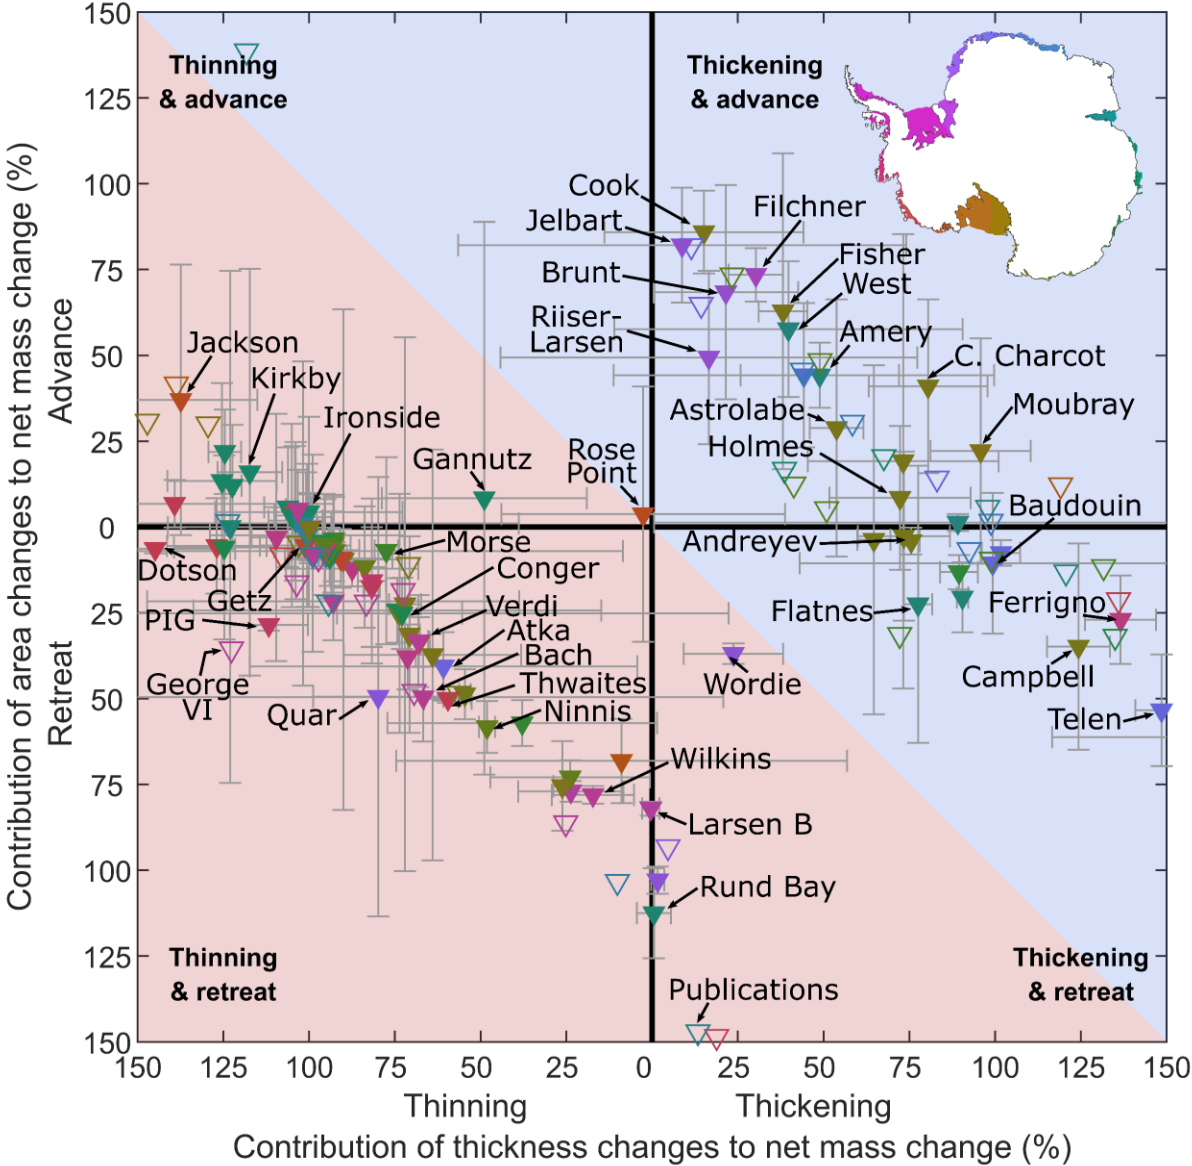 150
125
100
75
50
25
0
25
50
75
100
125
150
Contribution of area changes to net mass change (%)
Advance
Retreat
Thinning
& advance
Thickening
& advance
Cook
Jelbart
Filchner
Brunt
Fisher
West
Riiser-
Larsen
Amery
C. Charcot
Jackson
Kirkby
Ironside
Gannutz
Rose
Point
Astrolabe
Holmes
Moubray
Baudouin
Andreyev
Dotson
Getz
PIG
George
VI
Quar
Morse
Conger
Verdi
Atka
Bach
Thwaites
Ninnis
Flatnes
Ferrigno
Campbell
Telen
Wordie
Wilkins
Larsen B
Rund Bay
Publications
Thinning
& retreat
Thickening
& retreat
150 125 100 75 50 25 0 25 50 75 100 125 150
Thinning Thickening
Contribution of thickness changes to net mass change (%)